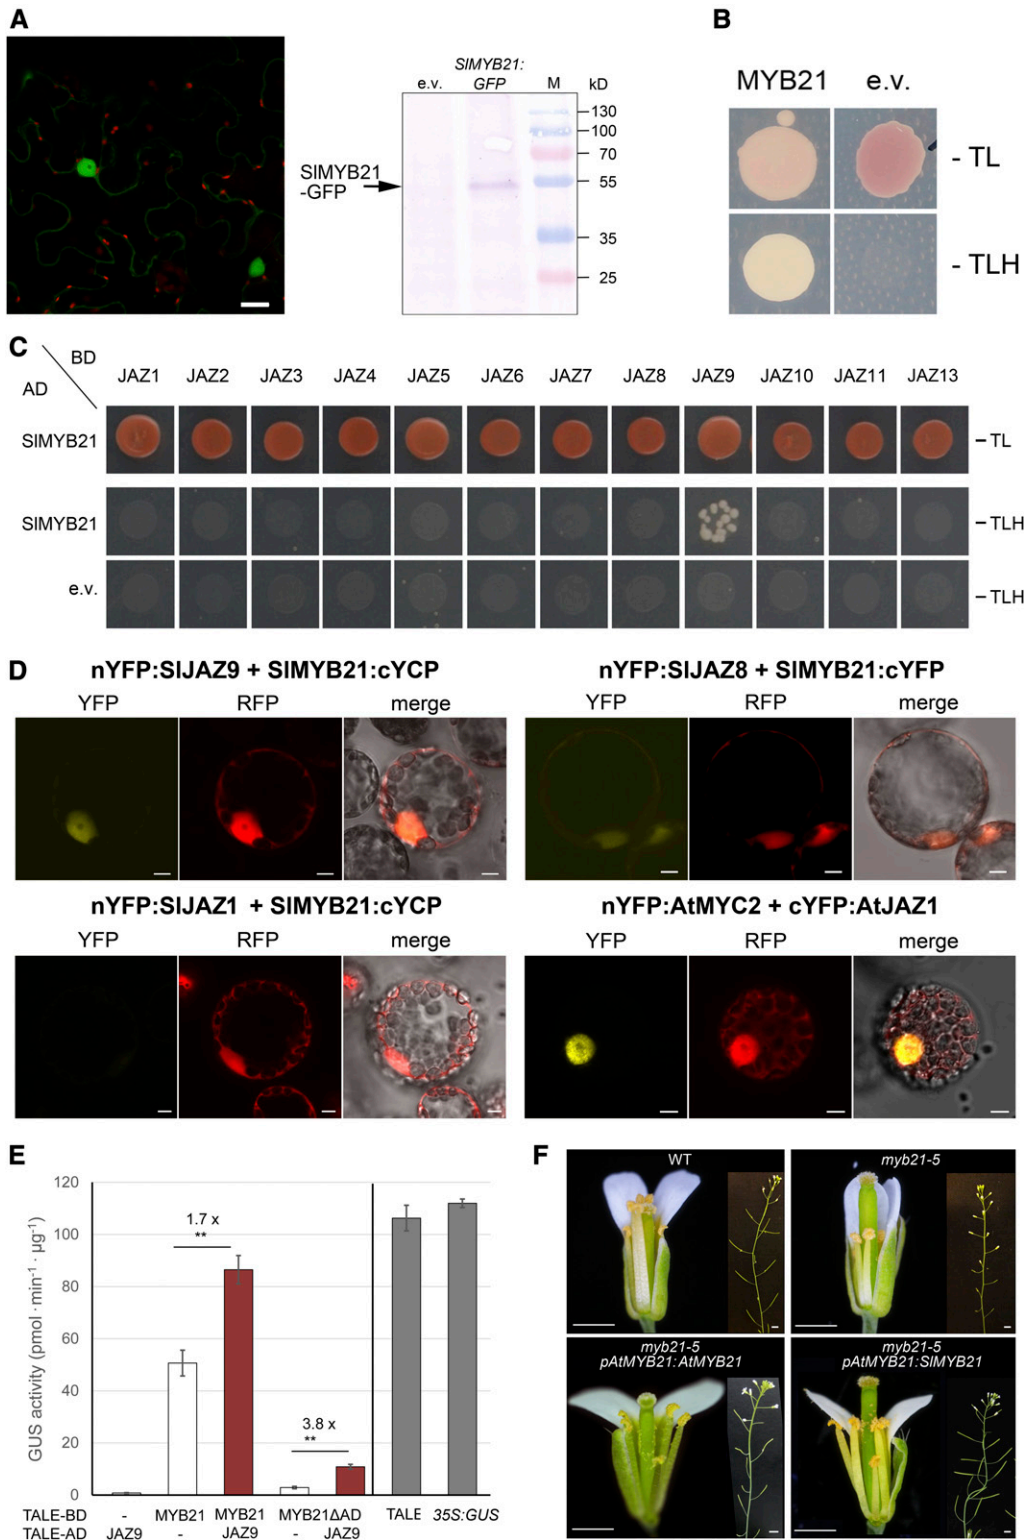 A
e.v.
SlMYB21:
GFP
M
kD
130
100
70
55
35
25
SlMYB21
-GFP
B
MYB21
e.v.
- TL
- TLH
C
BD
AD
JAZ1 JAZ2 JAZ3 JAZ4 JAZ5 JAZ6 JAZ7 JAZ8 JAZ9 JAZ10 JAZ11 JAZ13
SlMYB21
– TL
SlMYB21
– TLH
e.v.
– TLH
D
nYFP:SlJAZ9 + SlMYB21:cYCP
YFP RFP merge
nYFP:SlJAZ8 + SlMYB21:cYFP
YFP RFP merge
nYFP:SlJAZ1 + SlMYB21:cYCP
YFP RFP merge
nYFP:AtMYC2 + cYFP:AtJAZ1
YFP RFP merge
E
GUS activity (pmol · min⁻¹ · µg⁻¹)
120
100
80
60
40
20
0
1.7 x
**
3.8 x
**
TALE-BD - MYB21 MYB21 MYB21ΔAD TALE 35S:GUS
TALE-AD JAZ9 - JAZ9 - JAZ9
F
WT
myb21-5
myb21-5
pAtMYB21:AtMYB21
myb21-5
pAtMYB21:SlMYB21